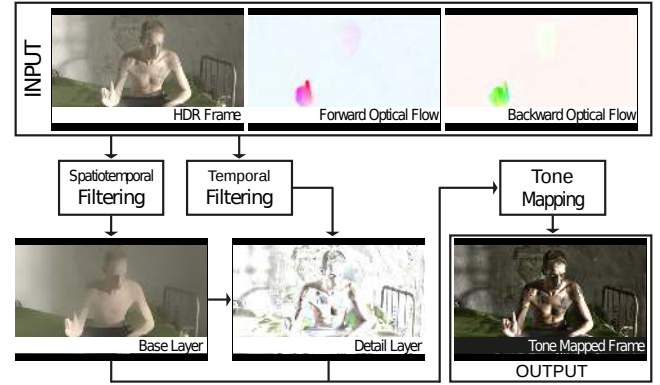 INPUT
HDR Frame
Forward Optical Flow
Backward Optical Flow
Spatiotemporal
Filtering
Temporal
Filtering
Tone
Mapping
Base Layer
Detail Layer
Tone Mapped Frame
OUTPUT